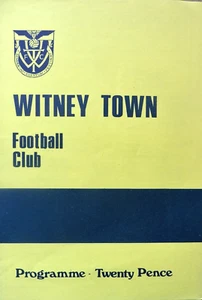 WITNEY TOWN
Football
Club
Programme - Twenty Pence